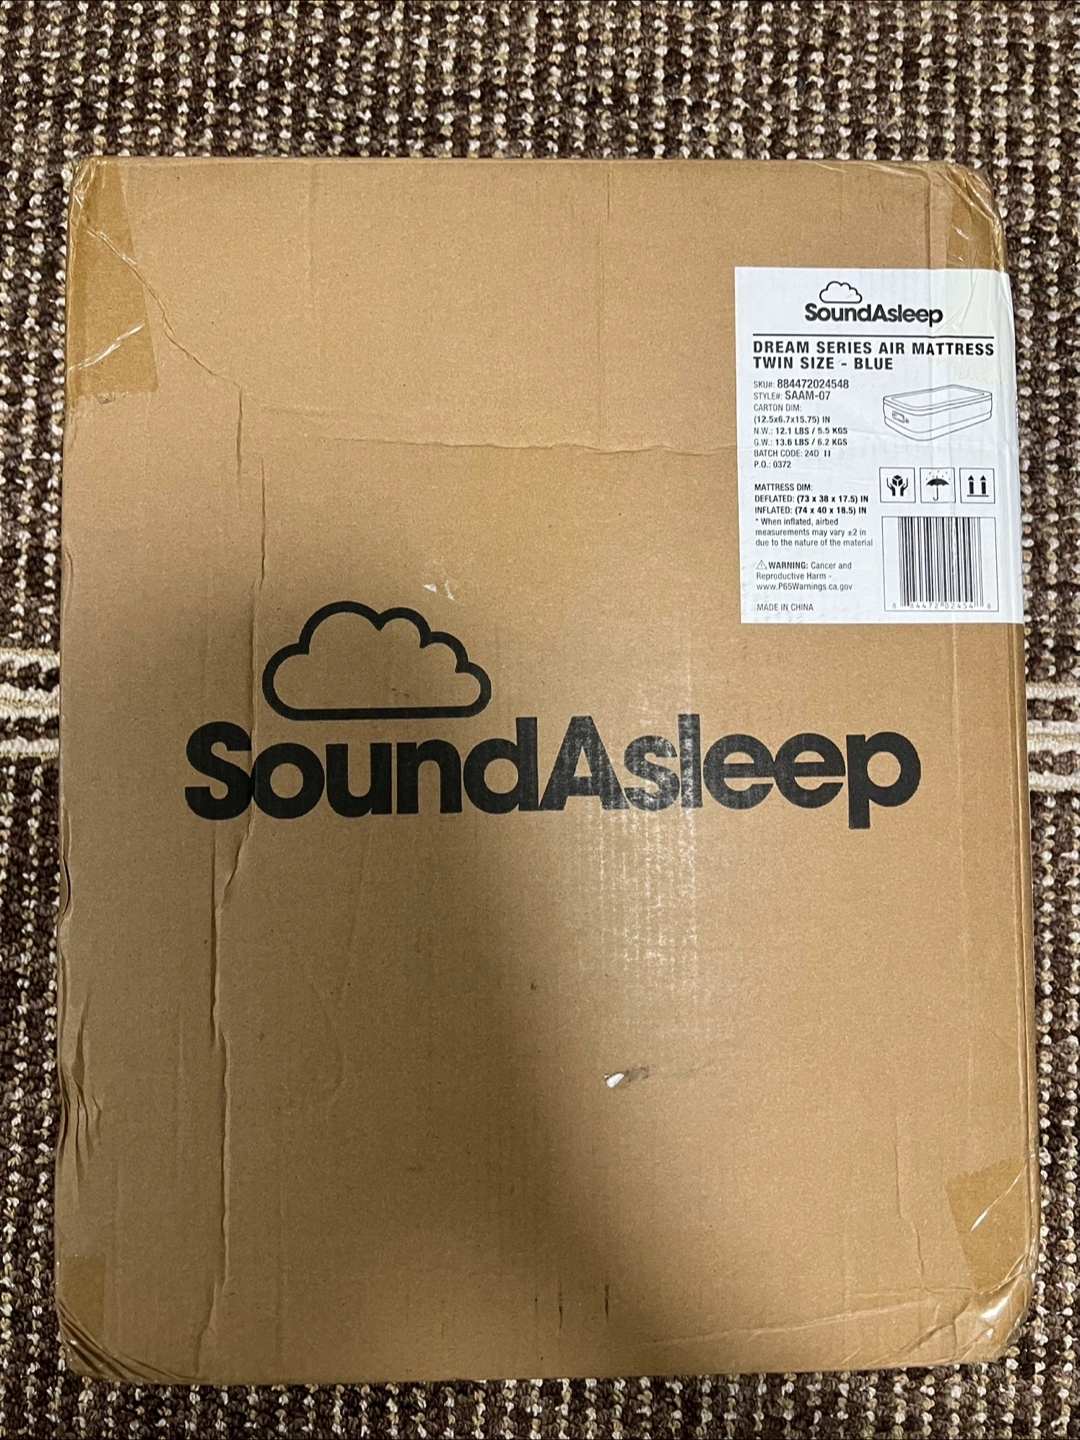 SoundAsleep
DREAM SERIES AIR MATTRESS
TWIN SIZE - BLUE
SKU#: 884472024548
STYLE#: SAAM-07
CARTON DIM:
(12.5x6.7x15.75) IN
N.W.: 12.1 LBS / 5.5 KGS
G.W.: 13.6 LBS / 6.2 KGS
BATCH CODE: 24D 11
P.O.: 0372
MATTRESS DIM:
DEFLATED: (73 x 38 x 17.5) IN
INFLATED: (74 x 40 x 18.5) IN
* When inflated, airbed
measurements may vary ±2 in
due to the nature of the material
⚠WARNING: Cancer and
Reproductive Harm -
www.P65Warnings.ca.gov
MADE IN CHINA
8 84472 02454 8
SoundAsleep